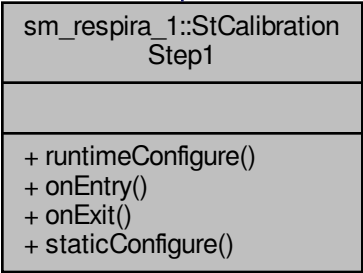 sm_respira_1::StCalibration
Step1
+ runtimeConfigure()
+ onEntry()
+ onExit()
+ staticConfigure()